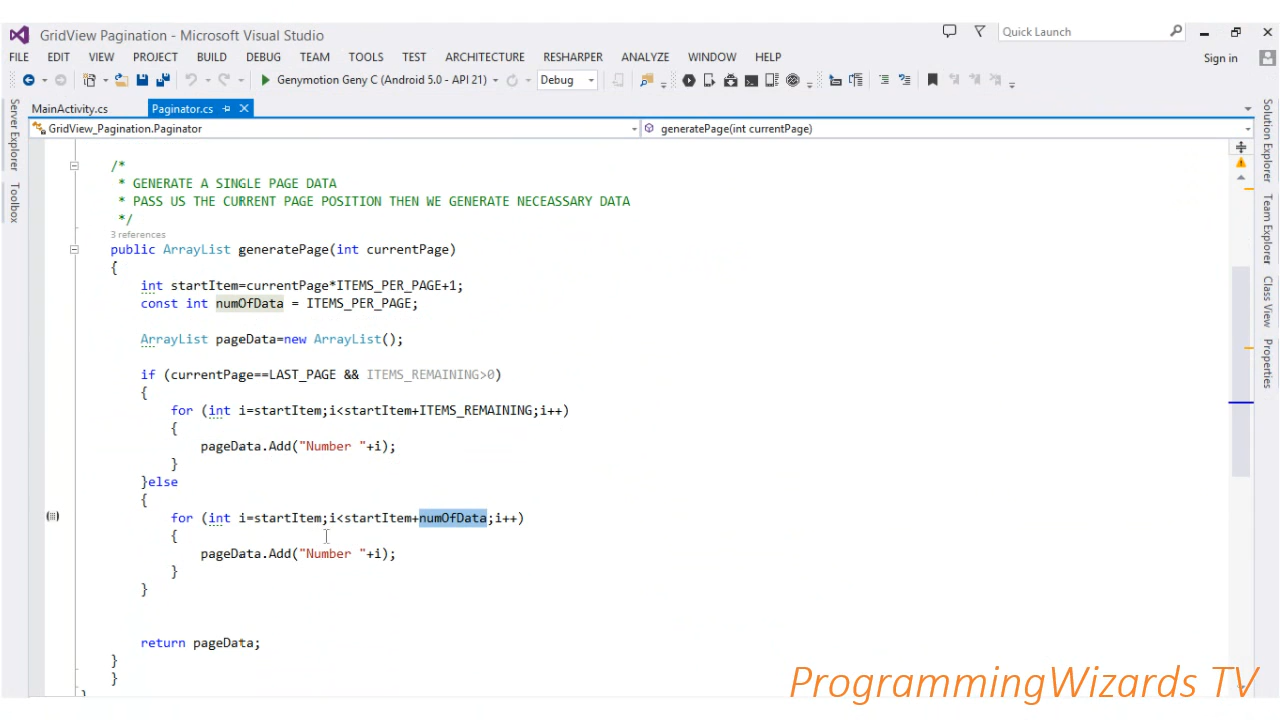 GridView Pagination - Microsoft Visual Studio
Quick Launch
FILE EDIT VIEW PROJECT BUILD DEBUG TEAM TOOLS TEST ARCHITECTURE RESHARPER ANALYZE WINDOW HELP
Sign in
Genymotion Geny C (Android 5.0 - API 21)
Debug
Server Explorer
Toolbox
MainActivity.cs
Paginator.cs
GridView_Pagination.Paginator
generatePage(int currentPage)
/*
* GENERATE A SINGLE PAGE DATA
* PASS US THE CURRENT PAGE POSITION THEN WE GENERATE NECEASSARY DATA
*/
3 references
public ArrayList generatePage(int currentPage)
{
int startItem=currentPage*ITEMS_PER_PAGE+1;
const int numOfData = ITEMS_PER_PAGE;
ArrayList pageData=new ArrayList();
if (currentPage==LAST_PAGE && ITEMS_REMAINING>0)
{
for (int i=startItem;i<startItem+ITEMS_REMAINING;i++)
{
pageData.Add("Number "+i);
}
}else
{
for (int i=startItem;i<startItem+numOfData;i++)
{
pageData.Add("Number "+i);
}
}
return pageData;
}
}
Solution Explorer
Team Explorer
Class View
Properties
ProgrammingWizards TV